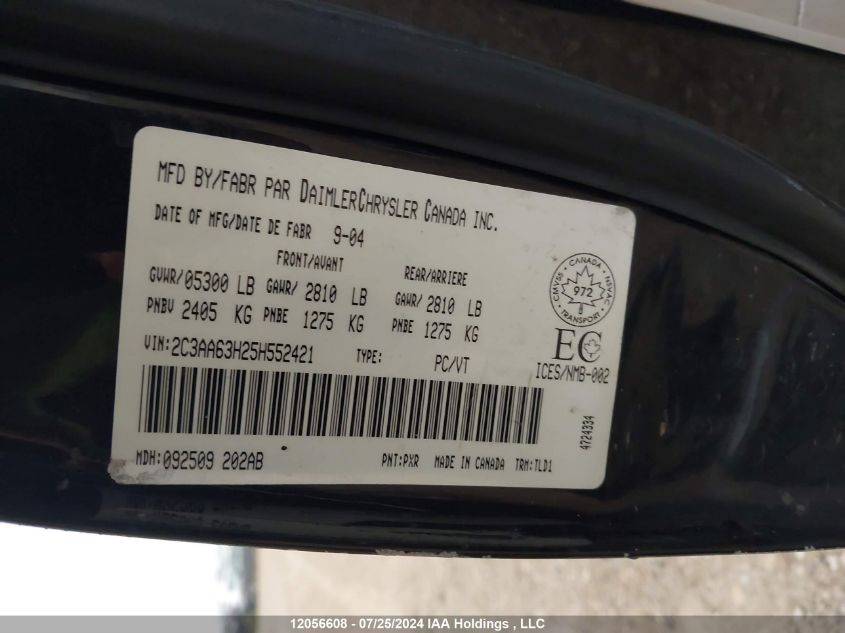 MFD BY/FABR PAR DAIMLERCHRYSLER CANADA INC.
DATE OF MFG/DATE DE FABR 9-04
FRONT/AVANT REAR/ARRIERE
GVWR/05300 LB GAWR/ 2810 LB GAWR/ 2810 LB
PNBV 2405 KG PNBE 1275 KG PNBE 1275 KG
VIN:2C3AA63H25H552421 TYPE: PC/VT
CANADA
CMVSS 972 NSVAC
TRANSPORT
EC
ICES/NMB-002
4724334
MDH:092509 202AB PNT:PXR MADE IN CANADA TRM:TLD1
12056608 - 07/25/2024 IAA Holdings , LLC